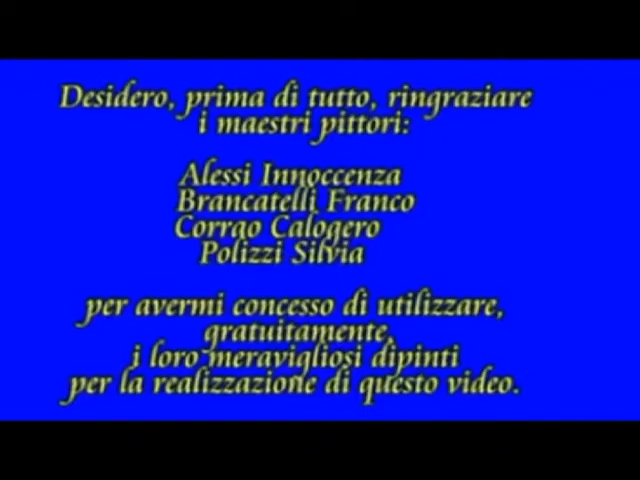 Desidero, prima di tutto, ringraziare
i maestri pittori:
Alessi Innoccenza
Brancatelli Franco
Corrao Calogero
Polizzi Silvia
per avermi concesso di utilizzare,
gratuitamente,
i loro meravigliosi dipinti
per la realizzazione di questo video.